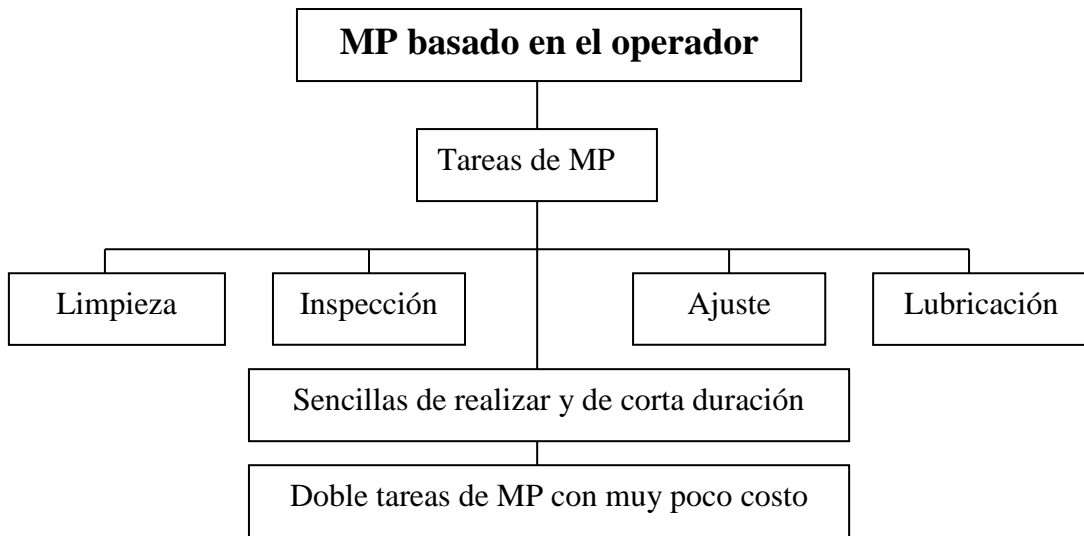 MP basado en el operador
Tareas de MP
Limpieza
Inspección
Ajuste
Lubricación
Sencillas de realizar y de corta duración
Doble tareas de MP con muy poco costo